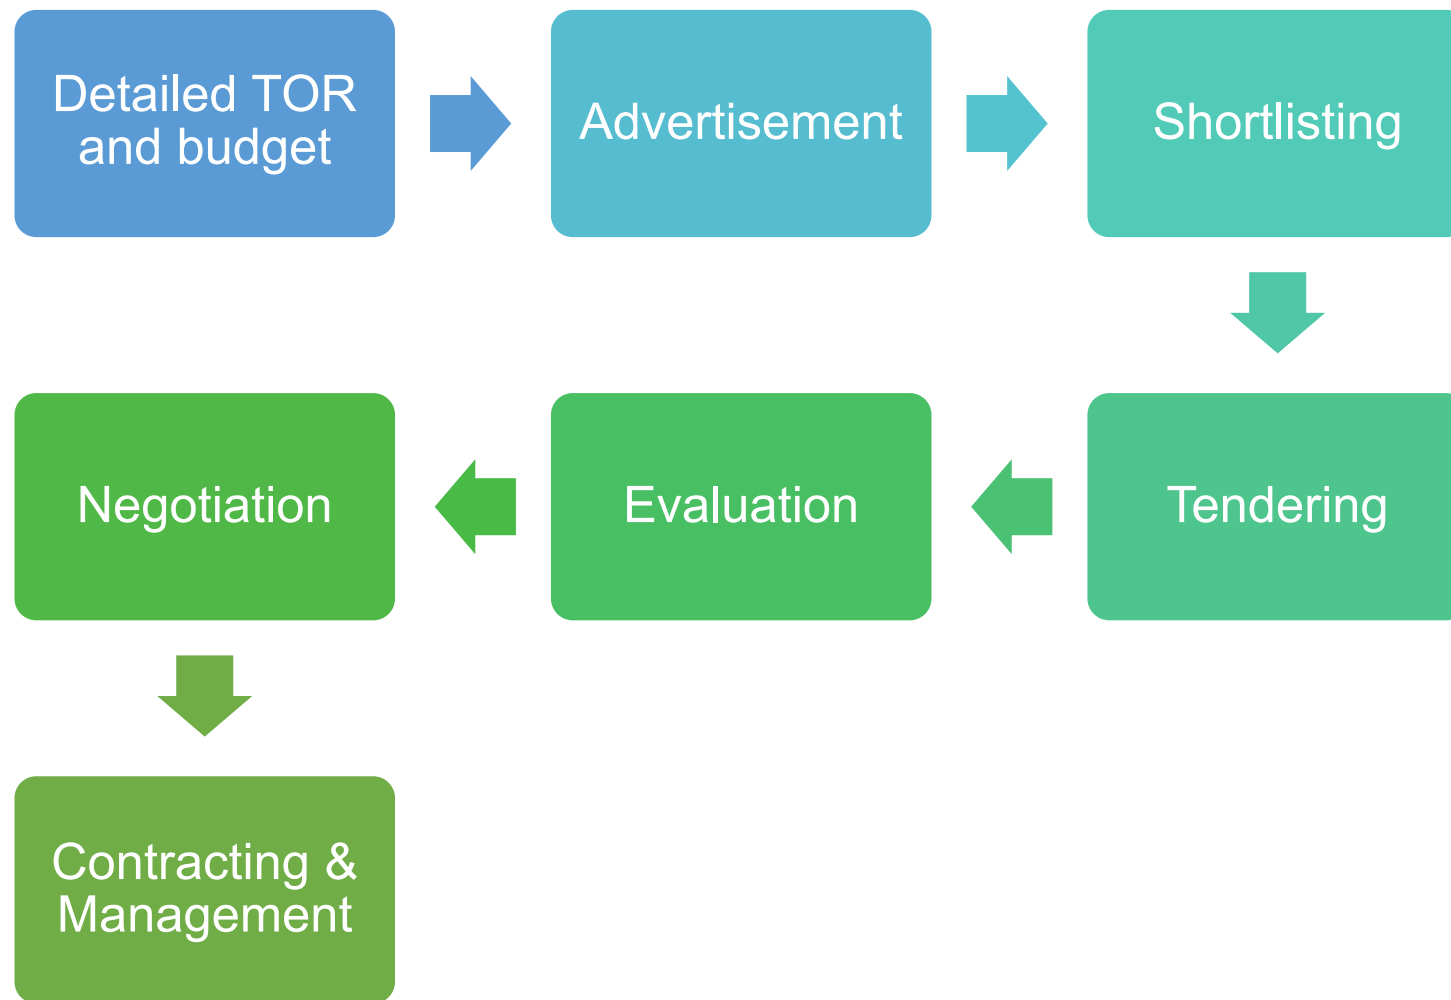 Detailed TOR
and budget
Advertisement
Shortlisting
Tendering
Evaluation
Negotiation
Contracting &
Management